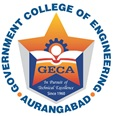 GOVERNMENT COLLEGE OF ENGINEERING
GECA
In Pursuit of
Technical Excellence
Since 1960
AURANGABAD